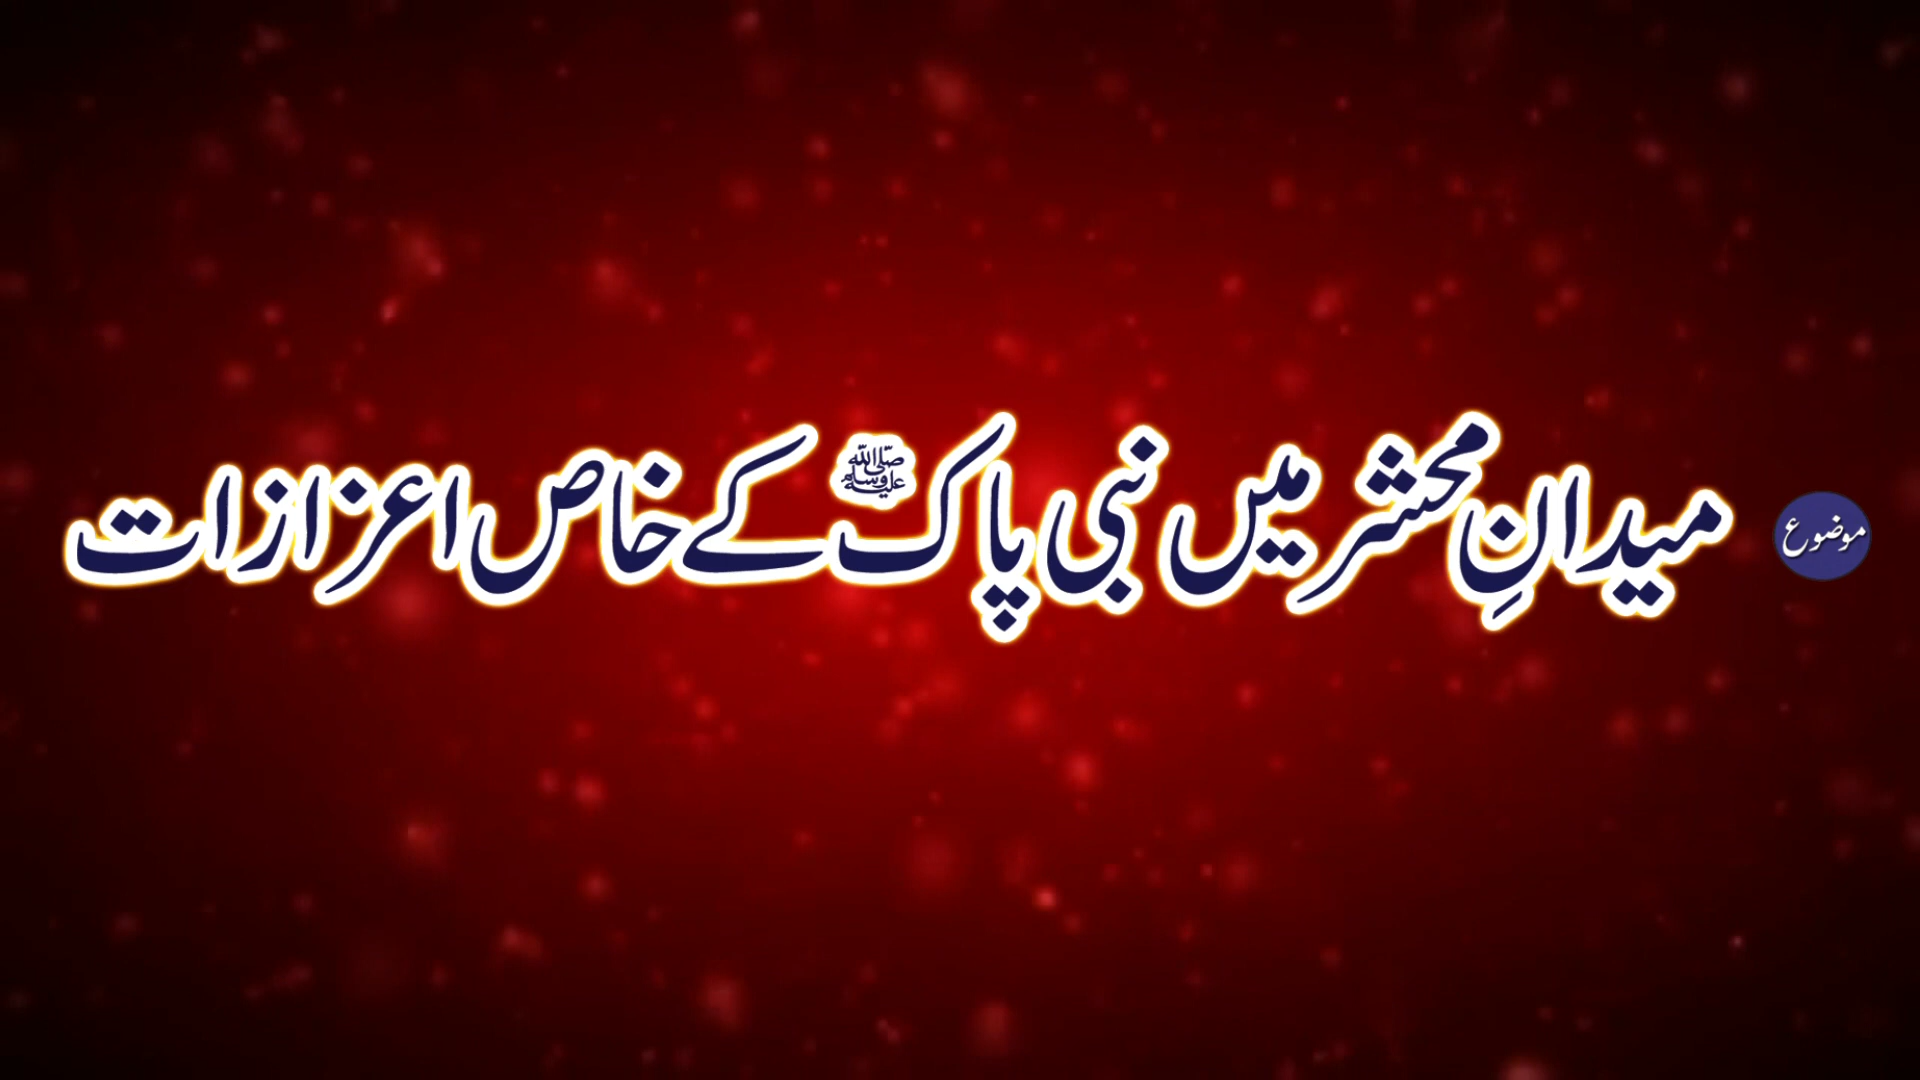 موضوع میدانِ محشر میں نبی پاک ﷺ کے خاص اعزازات